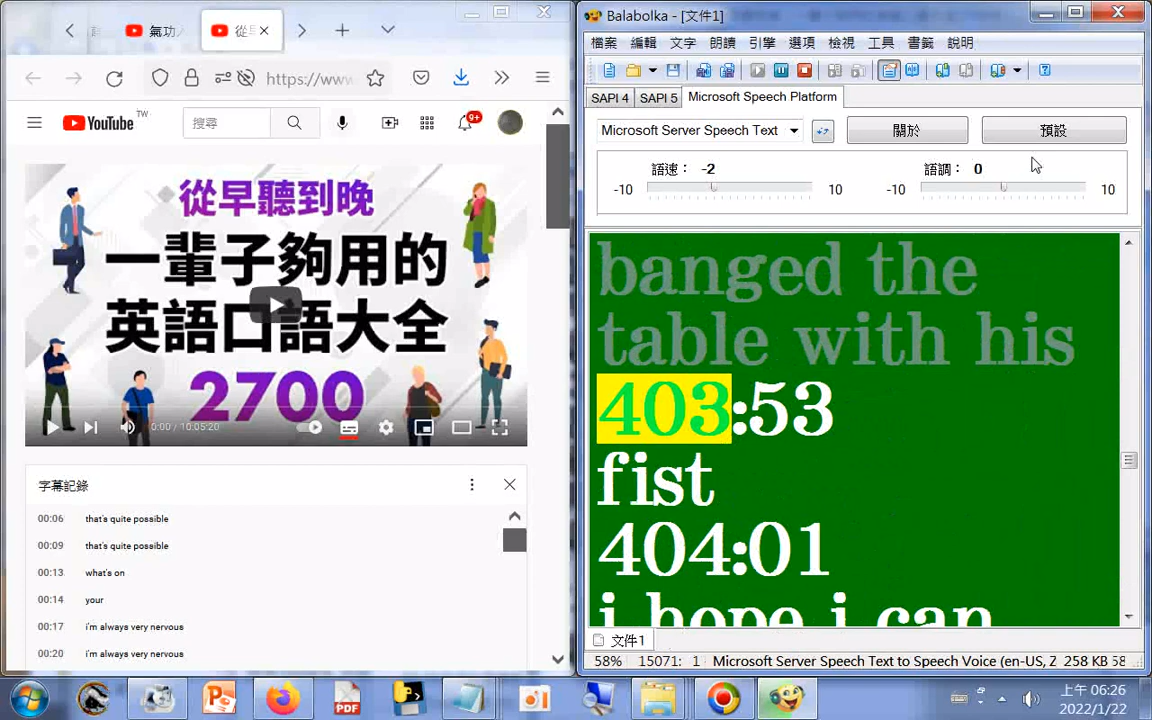 氣功
從
https://www
YouTube TW
搜尋
9+
從早聽到晚
一輩子夠用的
英語口語大全
2700
0:00 / 10:05:20
字幕記錄
00:06 that's quite possible
00:09 that's quite possible
00:13 what's on
00:14 your
00:17 i'm always very nervous
00:20 i'm always very nervous
Balabolka - [文件1]
檔案 編輯 文字 朗讀 引擎 選項 檢視 工具 書籤 說明
SAPI 4 SAPI 5 Microsoft Speech Platform
Microsoft Server Speech Text 關於 預設
語速： -2 語調： 0
-10 10 -10 10
banged the
table with his
403:53
fist
404:01
i hope i can
文件1
58% 15071: 1 Microsoft Server Speech Text to Speech Voice (en-US, Z 258 KB 58
PDF
上午 06:26
2022/1/22